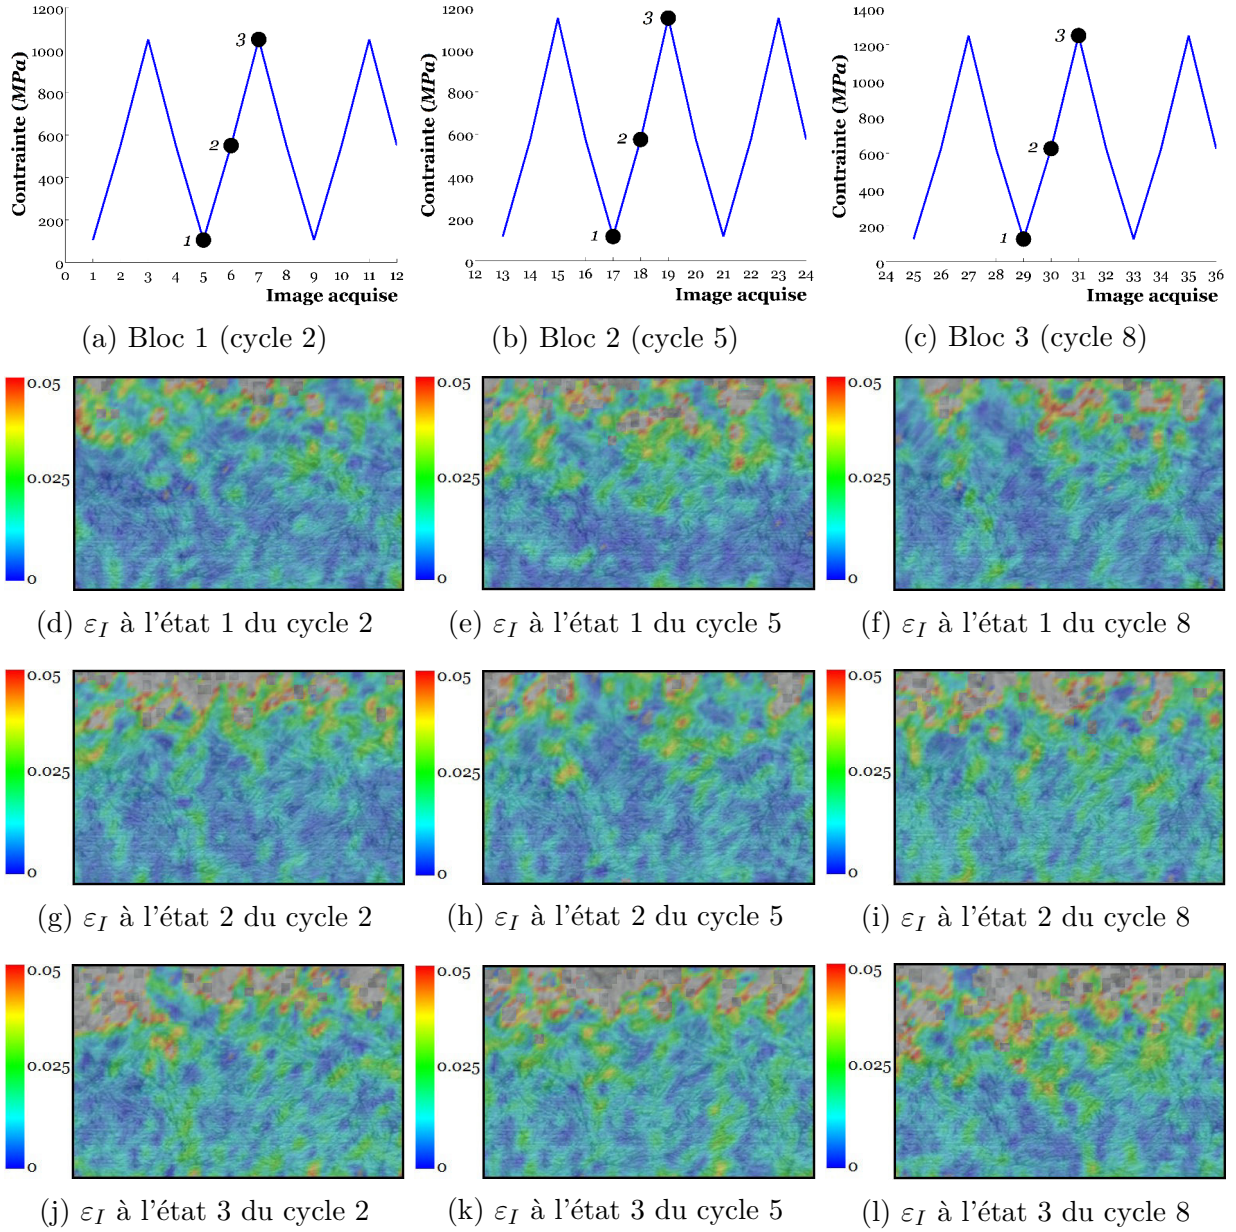 1200
1000
800
600
400
200
0
Contrainte (MPa)
3
2
1
0 1 2 3 4 5 6 7 8 9 10 11 12
Image acquise
(a) Bloc 1 (cycle 2)
1200
1000
800
600
400
200
0
Contrainte (MPa)
3
2
1
12 13 14 15 16 17 18 19 20 21 22 23 24
Image acquise
(b) Bloc 2 (cycle 5)
1400
1200
1000
800
600
400
200
0
Contrainte (MPa)
3
2
1
24 25 26 27 28 29 30 31 32 33 34 35 36
Image acquise
(c) Bloc 3 (cycle 8)
0.05
0.025
0
(d) εI à l'état 1 du cycle 2
0.05
0.025
0
(e) εI à l'état 1 du cycle 5
0.05
0.025
0
(f) εI à l'état 1 du cycle 8
0.05
0.025
0
(g) εI à l'état 2 du cycle 2
0.05
0.025
0
(h) εI à l'état 2 du cycle 5
0.05
0.025
0
(i) εI à l'état 2 du cycle 8
0.05
0.025
0
(j) εI à l'état 3 du cycle 2
0.05
0.025
0
(k) εI à l'état 3 du cycle 5
0.05
0.025
0
(l) εI à l'état 3 du cycle 8